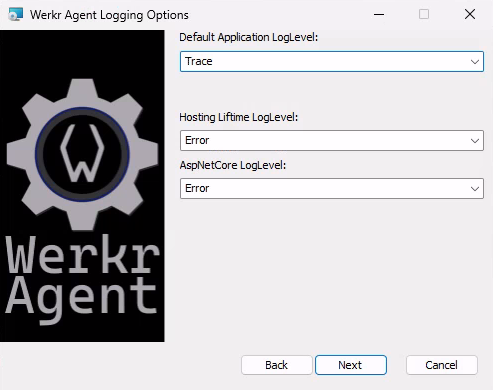 Werkr Agent Logging Options
Default Application LogLevel:
Trace
Hosting Liftime LogLevel:
Error
AspNetCore LogLevel:
Error
Werkr
Agent
Back
Next
Cancel